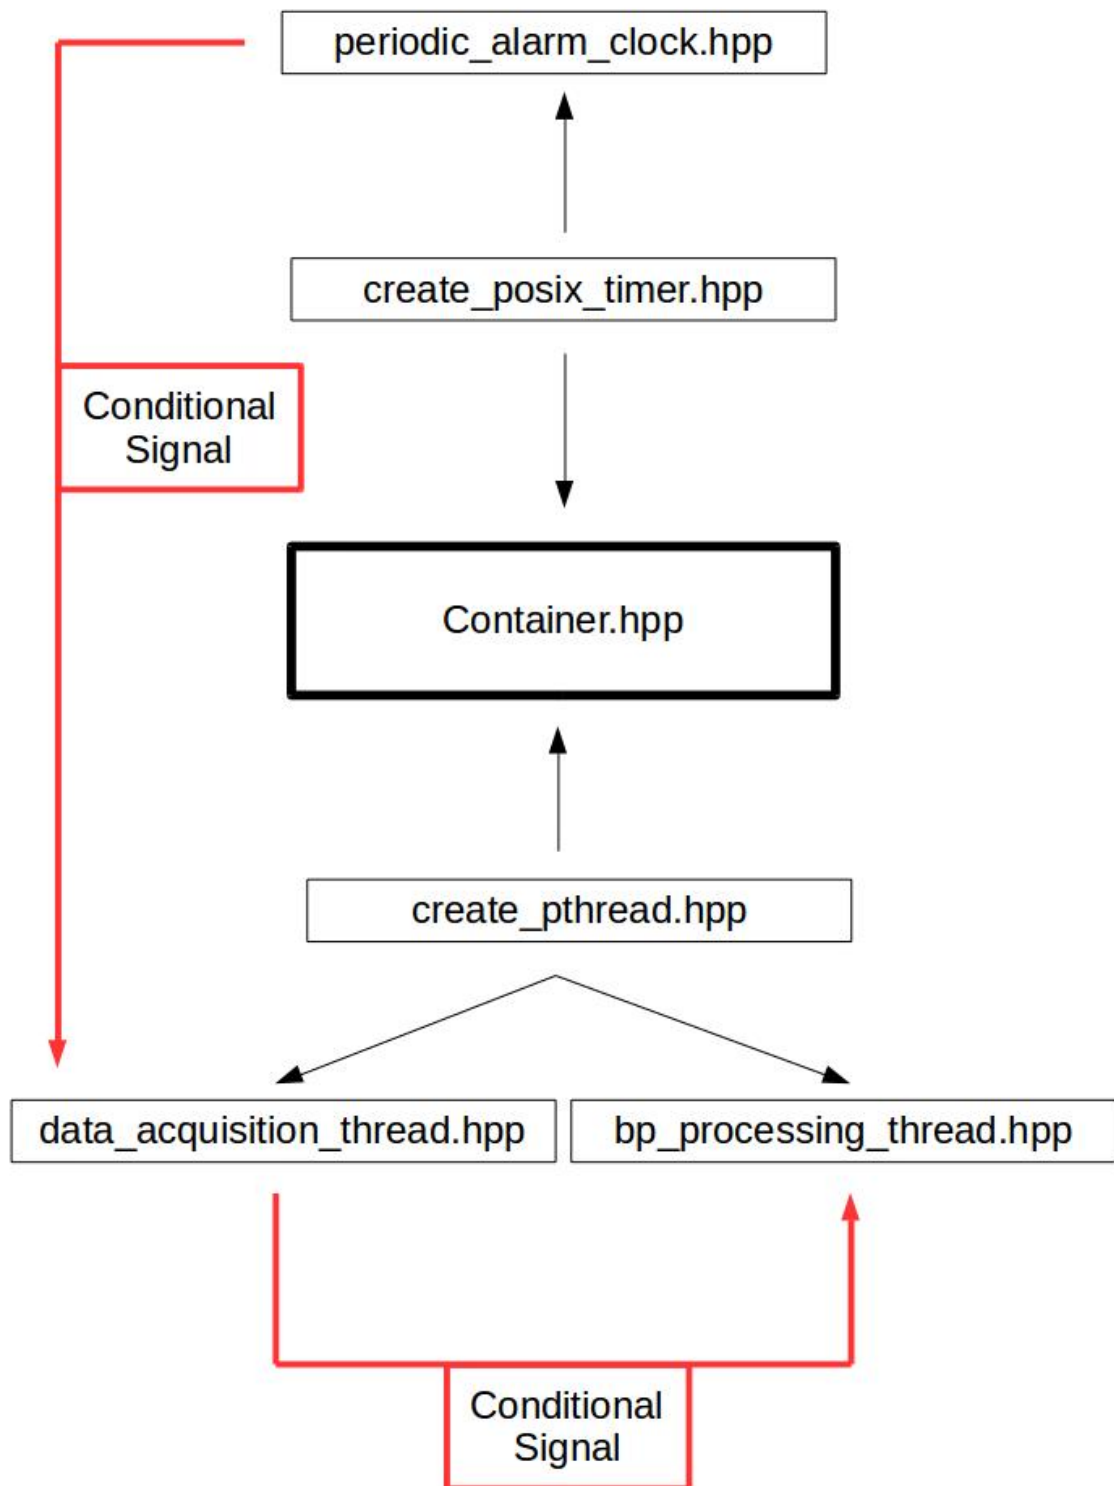 periodic_alarm_clock.hpp
create_posix_timer.hpp
Conditional
Signal
Container.hpp
create_pthread.hpp
data_acquisition_thread.hpp
bp_processing_thread.hpp
Conditional
Signal